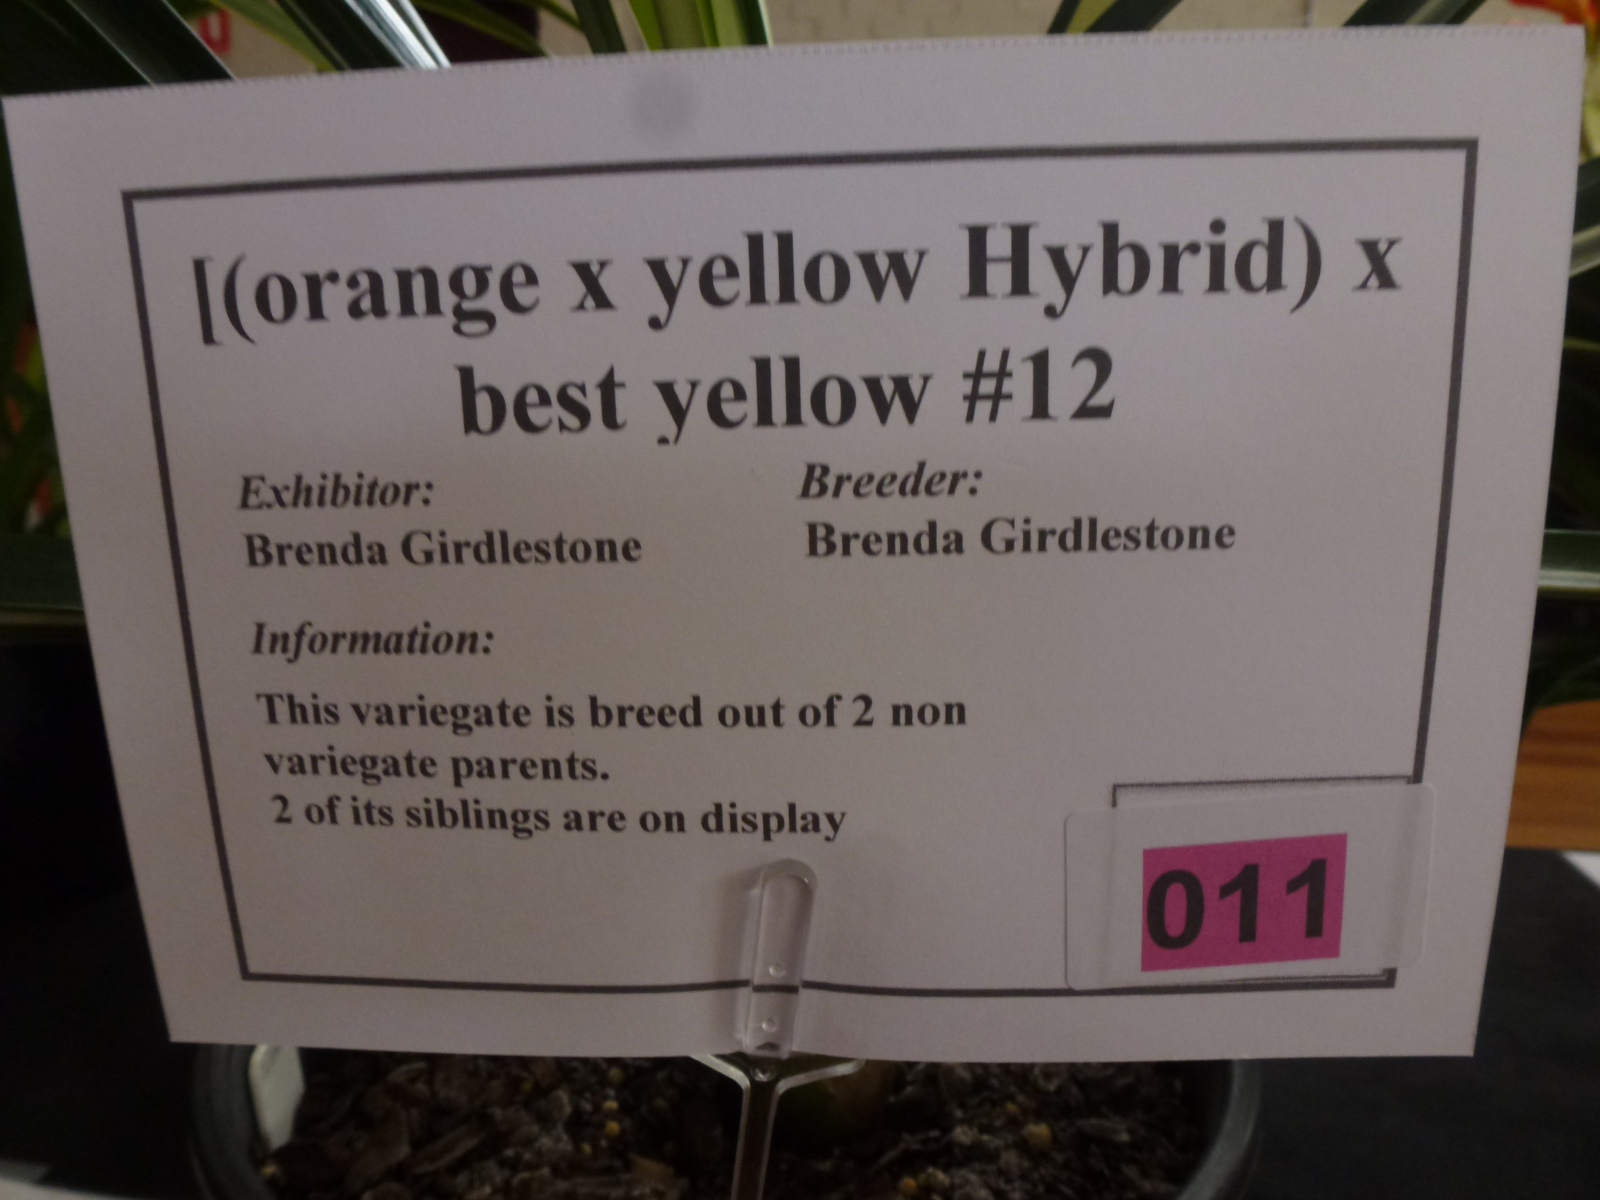 [(orange x yellow Hybrid) x
best yellow #12
Exhibitor:
Brenda Girdlestone
Breeder:
Brenda Girdlestone
Information:
This variegate is breed out of 2 non
variegate parents.
2 of its siblings are on display
011